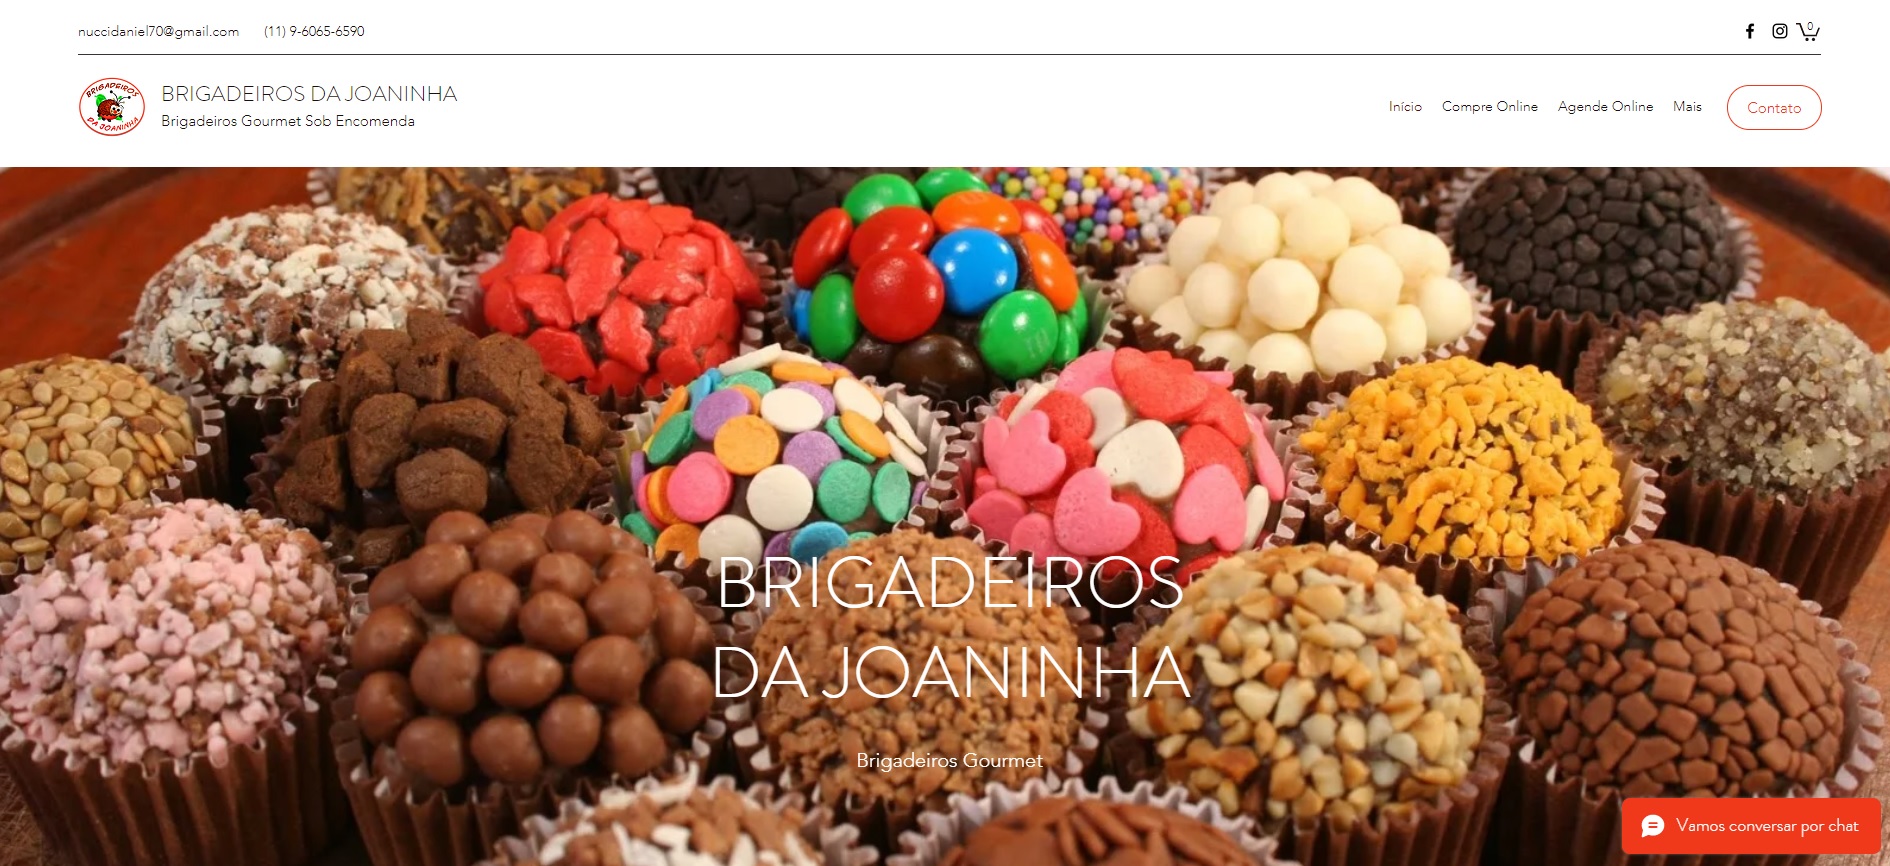 nuccidaniel70@gmail.com (11) 9-6065-6590
0
BRIGADEIROS DA JOANINHA
BRIGADEIROS DA JOANINHA
Brigadeiros Gourmet Sob Encomenda
Início Compre Online Agende Online Mais Contato
BRIGADEIROS
DA JOANINHA
Brigadeiros Gourmet
Vamos conversar por chat